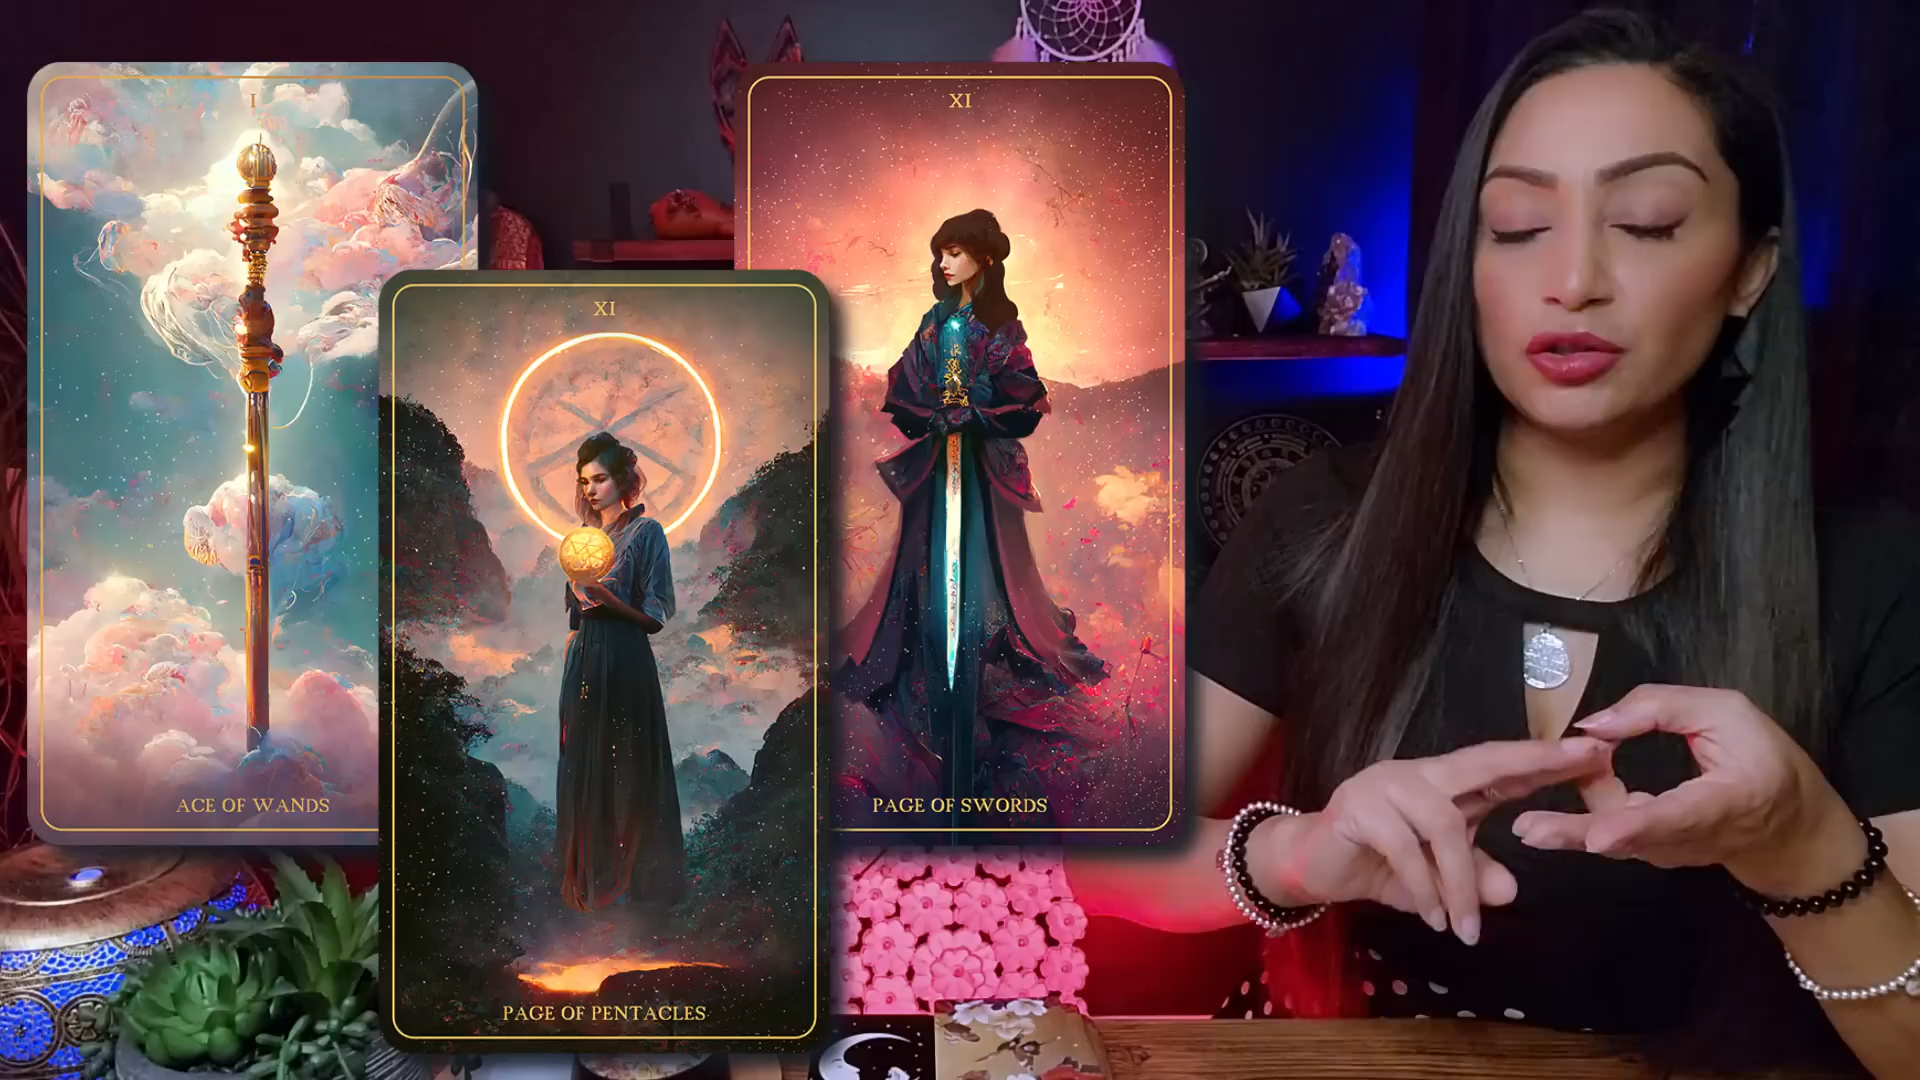 I
ACE OF WANDS
XI
PAGE OF PENTACLES
XI
PAGE OF SWORDS